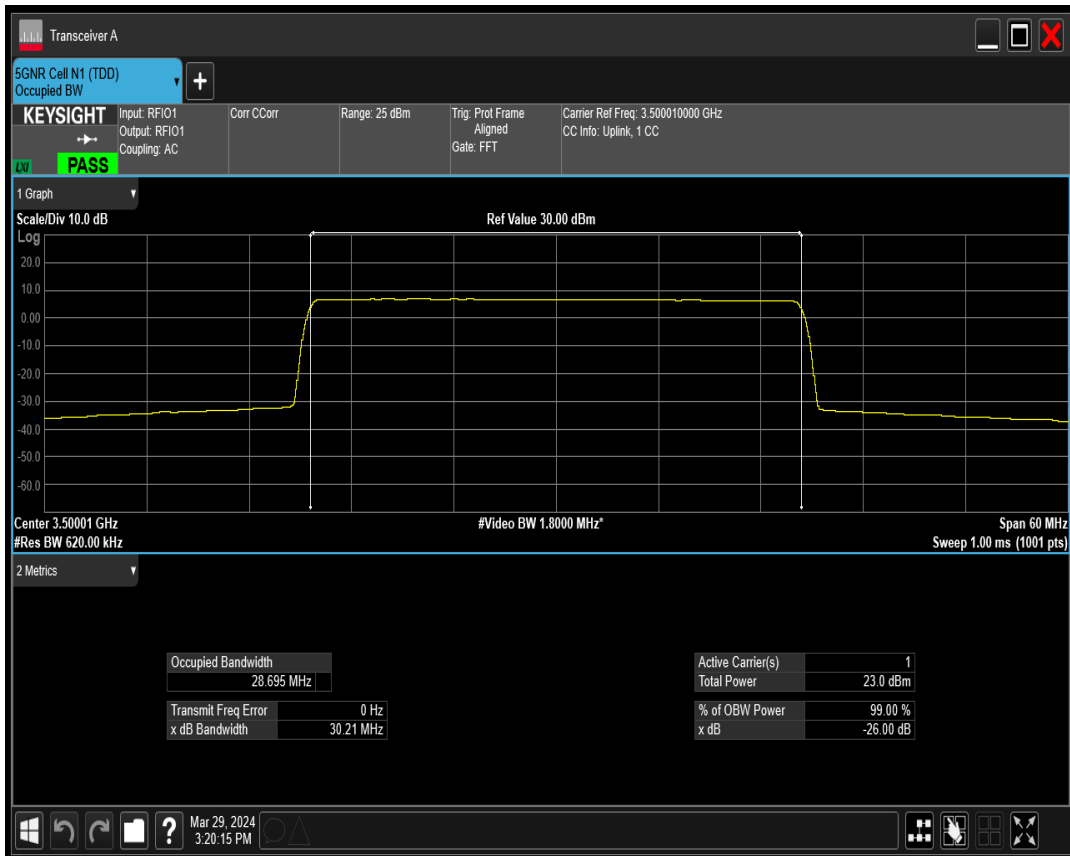 Transceiver A
5GNR Cell N1 (TDD)
Occupied BW
+
KEYSIGHT
LXI
PASS
Input: RFIO1
Output: RFIO1
Coupling: AC
Corr CCorr
Range: 25 dBm
Trig: Prot Frame
Aligned
Gate: FFT
Carrier Ref Freq: 3.500010000 GHz
CC Info: Uplink, 1 CC
1 Graph
Scale/Div 10.0 dB
Ref Value 30.00 dBm
Log
20.0
10.0
0.00
-10.0
-20.0
-30.0
-40.0
-50.0
-60.0
Center 3.50001 GHz
#Video BW 1.8000 MHz*
Span 60 MHz
#Res BW 620.00 kHz
Sweep 1.00 ms (1001 pts)
2 Metrics
Occupied Bandwidth
28.695 MHz
Transmit Freq Error 0 Hz
x dB Bandwidth 30.21 MHz
Active Carrier(s) 1
Total Power 23.0 dBm
% of OBW Power 99.00 %
x dB -26.00 dB
?
Mar 29, 2024
3:20:15 PM